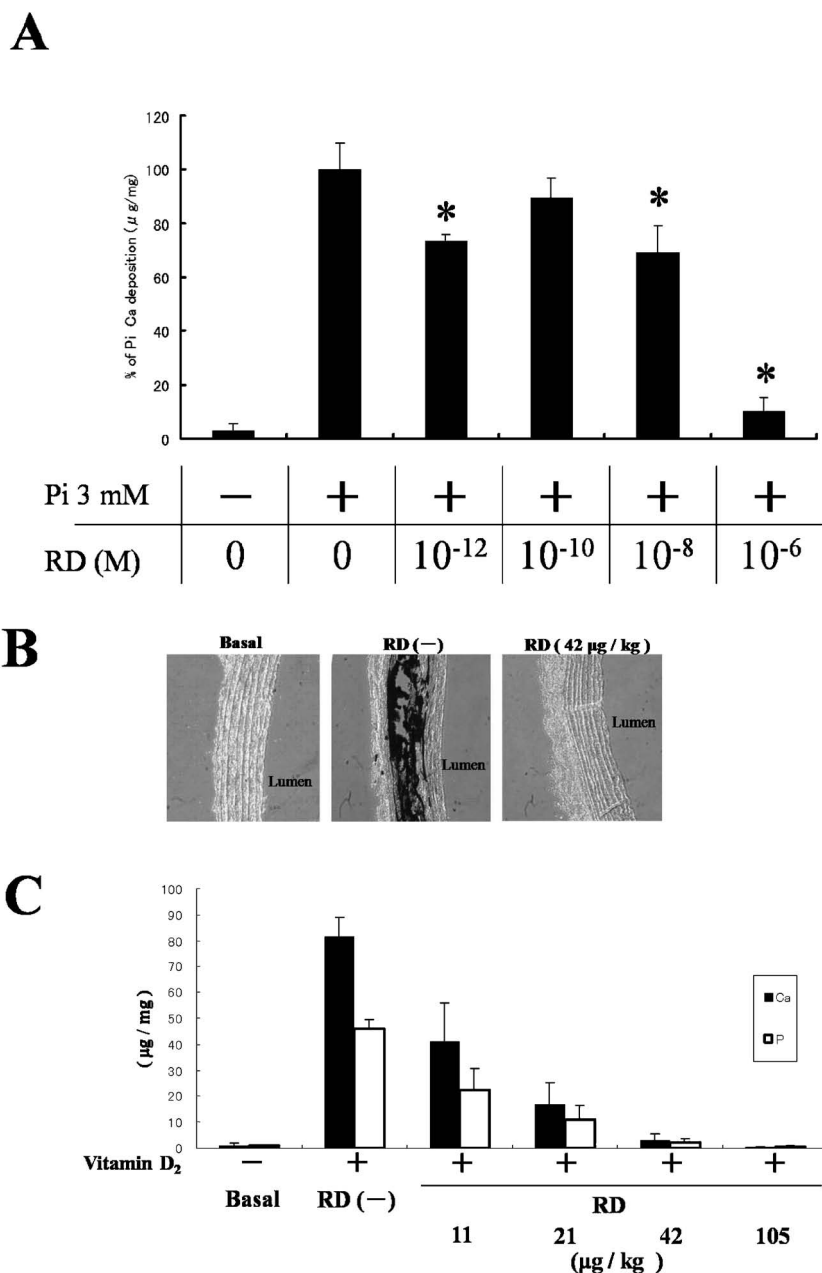 A
120
100
80
60
40
20
0
% of Pi Ca deposition (μ g/mg)
* * *
Pi 3 mM − + + + + +
RD (M) 0 0 10⁻¹² 10⁻¹⁰ 10⁻⁸ 10⁻⁶
B
Basal RD (−) RD ( 42 μg / kg )
Lumen Lumen Lumen
C
100
90
80
70
60
50
40
30
20
10
0
(μg / mg)
Ca
P
Vitamin D₂ − + + + + +
Basal RD (−) RD
11 21 42 105
(μg / kg )